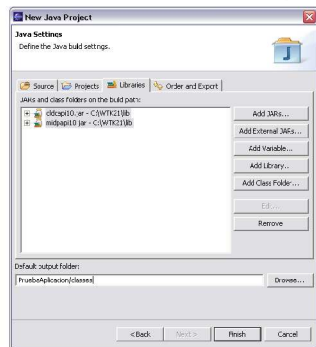 New Java Project
Java Settings
Define the Java build settings.
Source Projects Libraries Order and Export
JARs and class folders on the build path:
cldcapi10.jar - C:\WTK21\lib
midpapi10.jar - C:\WTK21\lib
Add JARs...
Add External JARs...
Add Variable...
Add Library...
Add Class Folder...
Edit...
Remove
Default output folder:
PruebaAplicacion/classes
Browse...
< Back Next > Finish Cancel